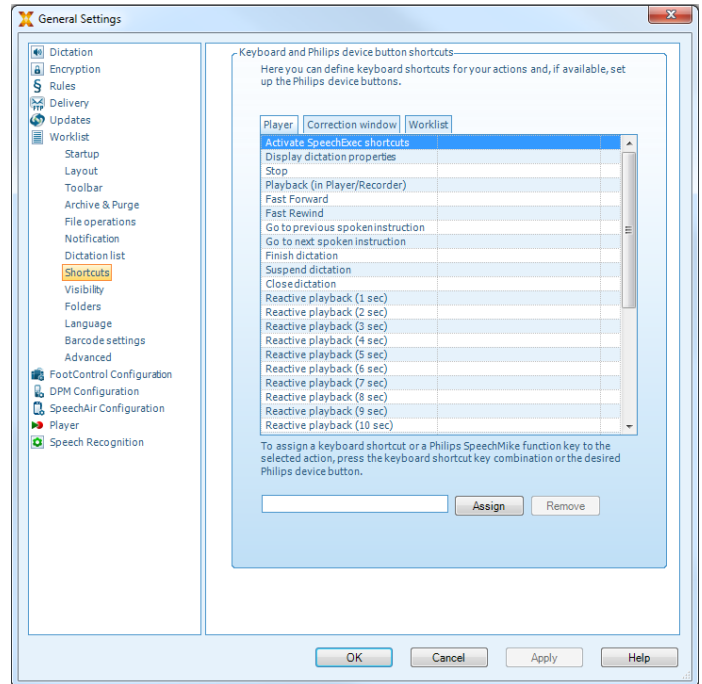 General Settings
Dictation
Encryption
Rules
Delivery
Updates
Worklist
Startup
Layout
Toolbar
Archive & Purge
File operations
Notification
Dictation list
Shortcuts
Visibility
Folders
Language
Barcode settings
Advanced
FootControl Configuration
DPM Configuration
SpeechAir Configuration
Player
Speech Recognition
Keyboard and Philips device button shortcuts
Here you can define keyboard shortcuts for your actions and, if available, set
up the Philips device buttons.
Player Correction window Worklist
Activate SpeechExec shortcuts
Display dictation properties
Stop
Playback (in Player/Recorder)
Fast Forward
Fast Rewind
Go to previous spoken instruction
Go to next spoken instruction
Finish dictation
Suspend dictation
Close dictation
Reactive playback (1 sec)
Reactive playback (2 sec)
Reactive playback (3 sec)
Reactive playback (4 sec)
Reactive playback (5 sec)
Reactive playback (6 sec)
Reactive playback (7 sec)
Reactive playback (8 sec)
Reactive playback (9 sec)
Reactive playback (10 sec)
To assign a keyboard shortcut or a Philips SpeechMike function key to the
selected action, press the keyboard shortcut key combination or the desired
Philips device button.
Assign Remove
OK Cancel Apply Help